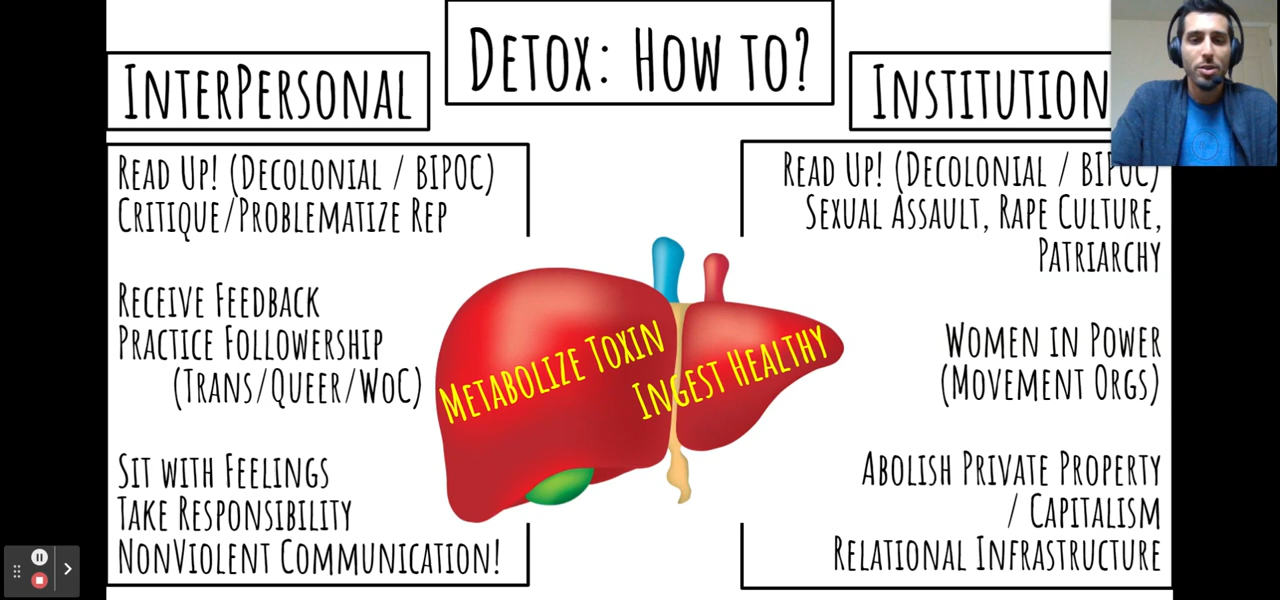 Detox: How to?
InterPersonal
Read Up! (Decolonial / BIPOC)
Critique/Problematize Rep
Receive Feedback
Practice Followership
(Trans/Queer/WoC)
Sit with Feelings
Take Responsibility
NonViolent Communication!
Metabolize Toxin
Ingest Healthy
Institution
Read Up! (Decolonial / BIPOC)
Sexual Assault, Rape Culture,
Patriarchy
Women in Power
(Movement Orgs)
Abolish Private Property
/ Capitalism
Relational Infrastructure